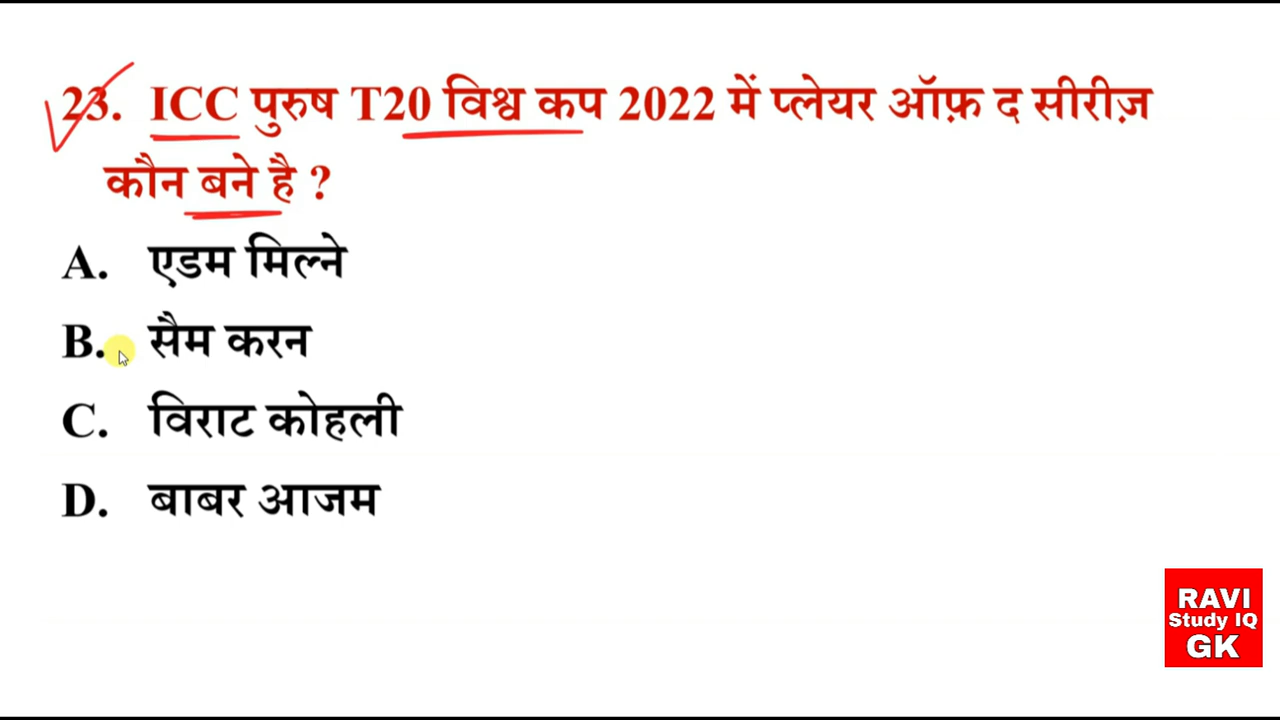 23. ICC पुरुष T20 विश्व कप 2022 में प्लेयर ऑफ़ द सीरीज़
कौन बने है ?
A. एडम मिल्ने
B. सैम करन
C. विराट कोहली
D. बाबर आजम
RAVI
Study IQ
GK